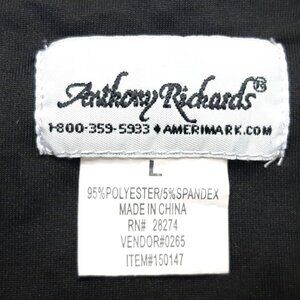 Anthony Richards®
1-800-359-5933 ♦ AMERIMARK.COM
L
95%POLYESTER/5%SPANDEX
MADE IN CHINA
RN# 28274
VENDOR#0265
ITEM#150147